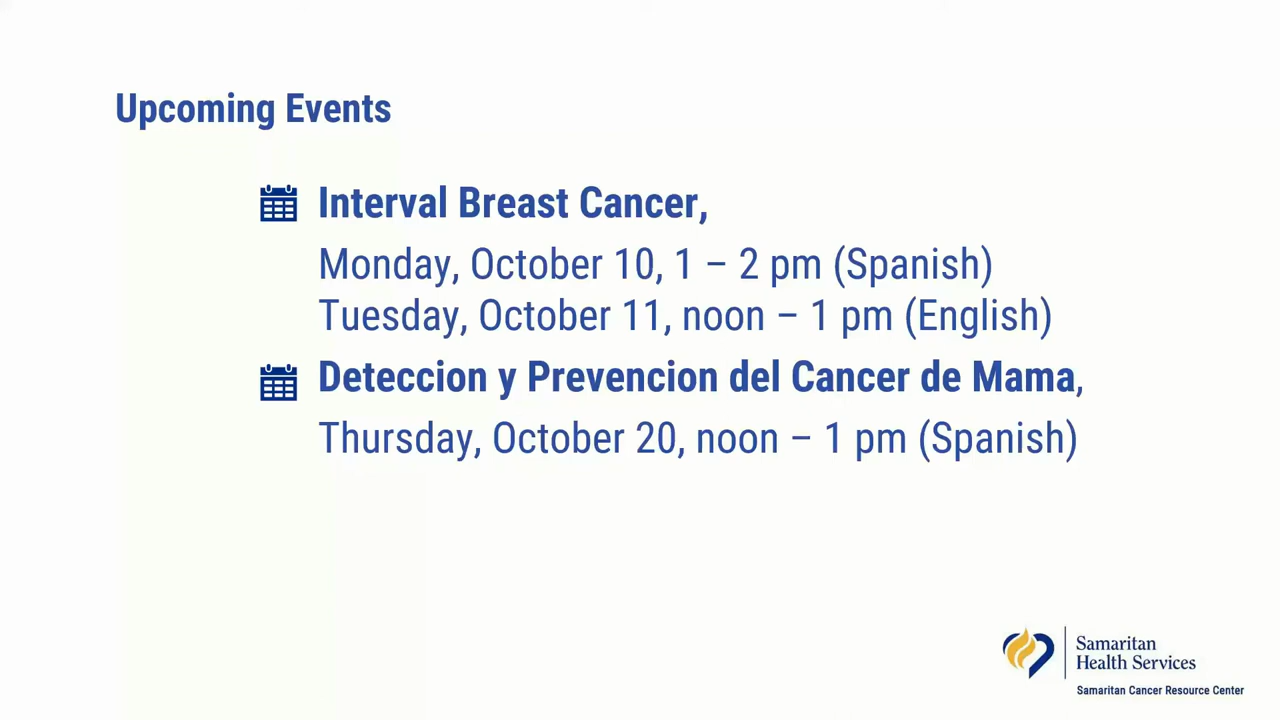 Upcoming Events
Interval Breast Cancer,
Monday, October 10, 1 – 2 pm (Spanish)
Tuesday, October 11, noon – 1 pm (English)
Deteccion y Prevencion del Cancer de Mama,
Thursday, October 20, noon – 1 pm (Spanish)
Samaritan
Health Services
Samaritan Cancer Resource Center